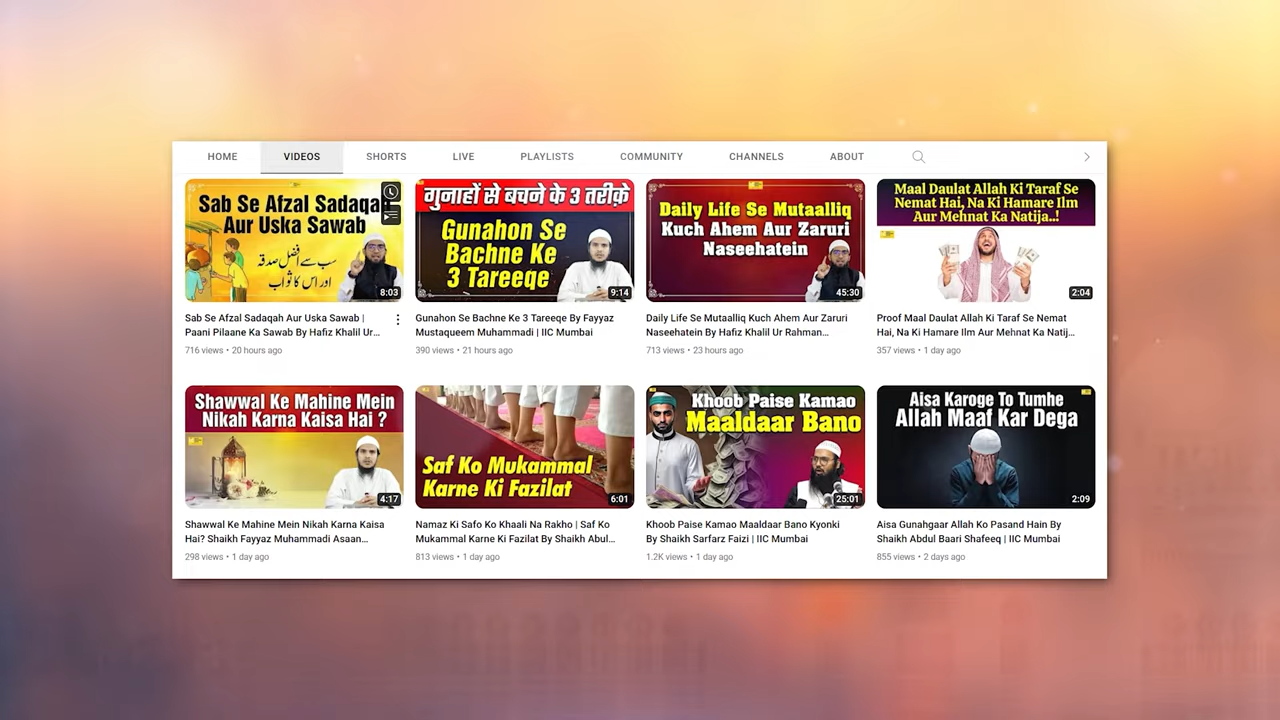 HOME VIDEOS SHORTS LIVE PLAYLISTS COMMUNITY CHANNELS ABOUT
Sab Se Afzal Sadaqah
Aur Uska Sawab
سب سے افضل صدقہ
اور اس کا ثواب
8:03
Sab Se Afzal Sadaqah Aur Uska Sawab |
Paani Pilaane Ka Sawab By Hafiz Khalil Ur...
716 views • 20 hours ago
गुनाहों से बचने के 3 तरीक़े
Gunahon Se
Bachne Ke
3 Tareeqe
9:14
Gunahon Se Bachne Ke 3 Tareeqe By Fayyaz
Mustaqueem Muhammadi | IIC Mumbai
390 views • 21 hours ago
Daily Life Se Mutaalliq
Kuch Ahem Aur Zaruri
Naseehatein
45:30
Daily Life Se Mutaalliq Kuch Ahem Aur Zaruri
Naseehatein By Hafiz Khalil Ur Rahman...
713 views • 23 hours ago
Maal Daulat Allah Ki Taraf Se
Nemat Hai, Na Ki Hamare Ilm
Aur Mehnat Ka Natija..!
2:04
Proof Maal Daulat Allah Ki Taraf Se Nemat
Hai, Na Ki Hamare Ilm Aur Mehnat Ka Natij...
357 views • 1 day ago
Shawwal Ke Mahine Mein
Nikah Karna Kaisa Hai ?
4:17
Shawwal Ke Mahine Mein Nikah Karna Kaisa
Hai? Shaikh Fayyaz Muhammadi Asaan...
298 views • 1 day ago
Saf Ko Mukammal
Karne Ki Fazilat
6:01
Namaz Ki Safo Ko Khaali Na Rakho | Saf Ko
Mukammal Karne Ki Fazilat By Shaikh Abul...
813 views • 1 day ago
Khoob Paise Kamao
Maaldaar Bano
25:01
Khoob Paise Kamao Maaldaar Bano Kyonki
By Shaikh Sarfarz Faizi | IIC Mumbai
1.2K views • 1 day ago
Aisa Karoge To Tumhe
Allah Maaf Kar Dega
2:09
Aisa Gunahgaar Allah Ko Pasand Hain By
Shaikh Abdul Baari Shafeeq | IIC Mumbai
855 views • 2 days ago